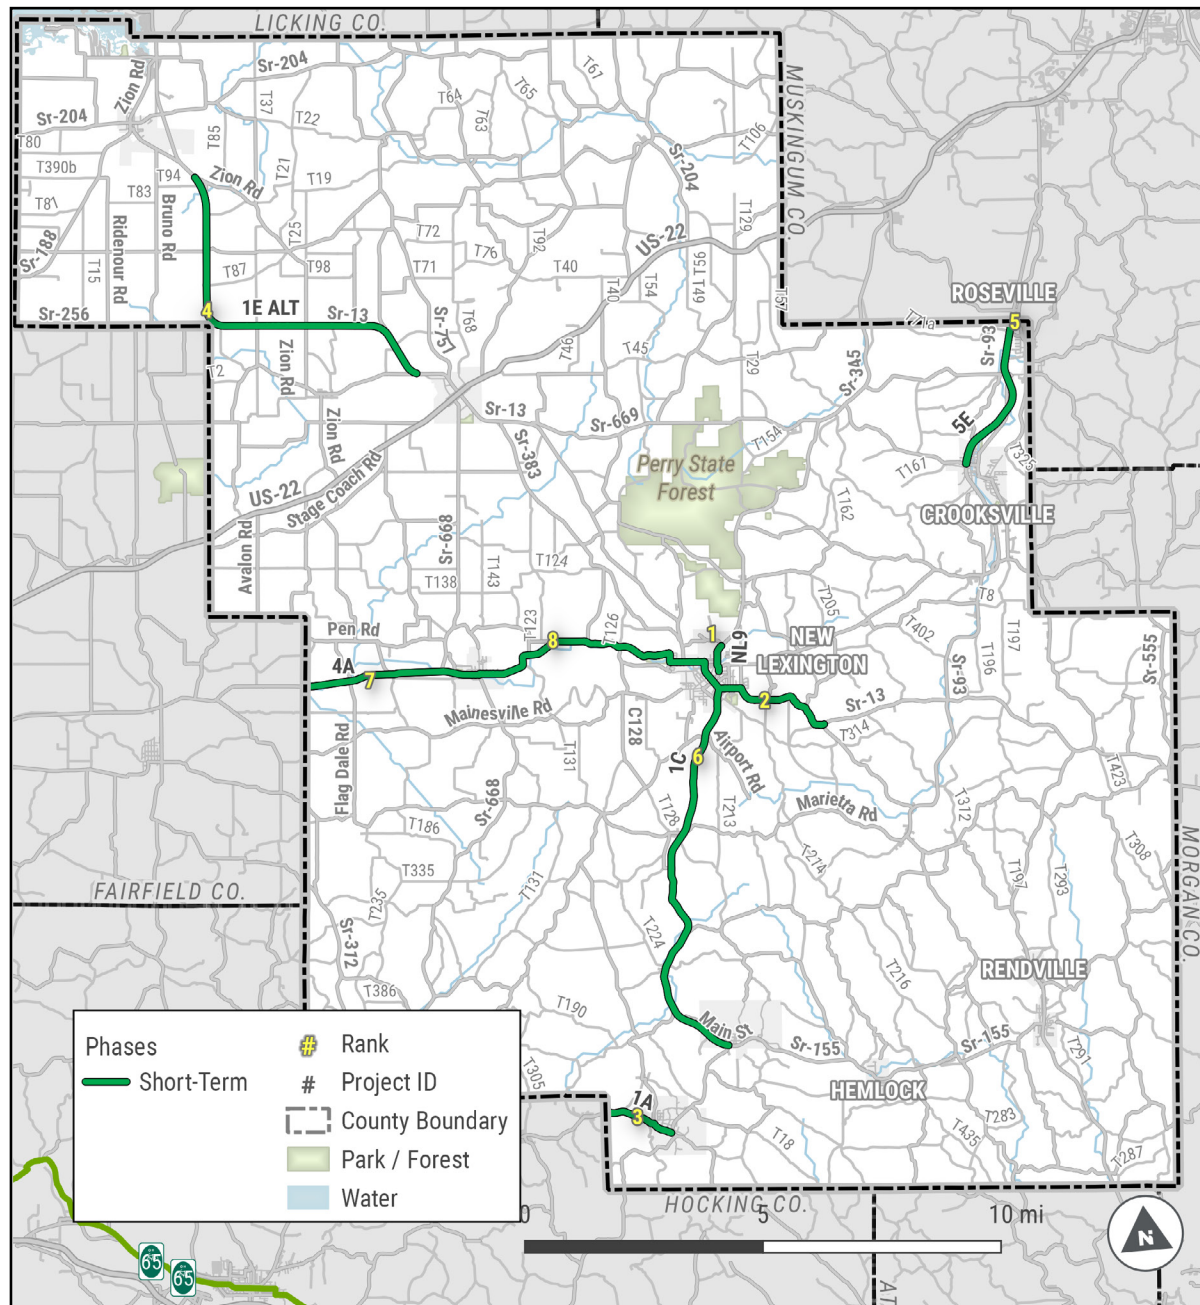 LICKING CO.
Sr-204
T67
T65
T64
T63
Zion Rd
T37
T22
Sr-204
T80
T85
T106
MUSKINGUM CO.
T390b
T94
Zion Rd
T21
T19
Sr-204
T83
T81
Ridenour Rd
Bruno Rd
T25
T72
T92
T129
US-22
Sr-188
T15
T87
T98
T71
T76
T40
T40
T54
T49
T156
T57
ROSEVILLE
4
1E ALT
Sr-256
Sr-13
Sr-757
T68
T71a
5
Sr-93
T46
T45
T29
Sr-345
T2
Zion Rd
Zion Rd
Sr-13
Sr-669
Sr-383
T154
5E
Perry State
Forest
T167
T325
US-22
Stage Coach Rd
T162
CROOKSVILLE
Avalon Rd
Sr-668
T138
T143
T124
T205
T8
Pen Rd
T123
T126
8
1
NL9
NEW
LEXINGTON
T402
T197
T196
Sr-555
4A
7
2
Sr-93
Sr-13
Mainesville Rd
C128
T314
1C
6
Airport Rd
T131
Flag Dale Rd
Sr-668
T423
T186
T128
T213
Marietta Rd
T312
T308
MORGAN CO.
T335
T274
T197
T293
FAIRFIELD CO.
T235
T131
Sr-312
T224
T216
RENDVILLE
T386
T190
Main St
Sr-155
Sr-155
T291
T305
HEMLOCK
1A
3
T18
T435
T283
T287
Phases
Short-Term
# Rank
# Project ID
County Boundary
Park / Forest
Water
HOCKING CO.
0 5 10 mi
N
65
65
AT